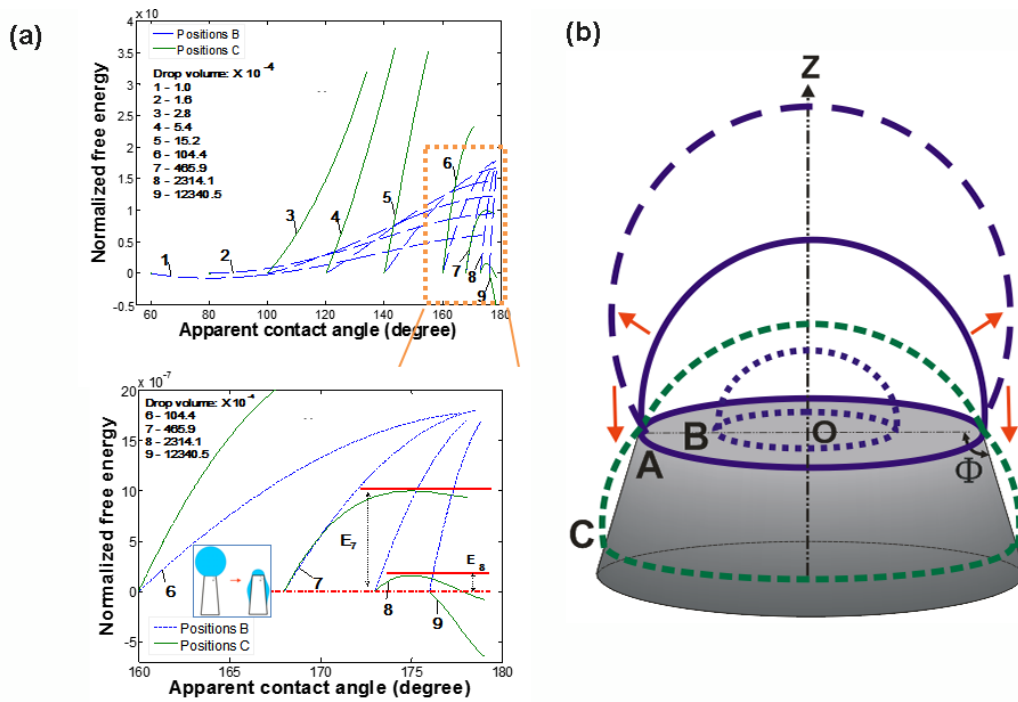 (a)
4 x 10
3.5
3
2.5
2
1.5
1
0.5
0
-0.5
Normalized free energy
Positions B
Positions C
Drop volume: X 10 -4
1 - 1.0
2 - 1.6
3 - 2.8
4 - 5.4
5 - 15.2
6 - 104.4
7 - 465.9
8 - 2314.1
9 - 12340.5
1
2
3
4
5
6
7
8
9
60 80 100 120 140 160 180
Apparent contact angle (degree)
20 x 10 -7
15
10
5
0
-5
Normalized free energy
Drop volume: X10 -4
6 - 104.4
7 - 465.9
8 - 2314.1
9 - 12340.5
E7
E8
6
7
8
9
Positions B
Positions C
160 165 170 175 180
Apparent contact angle (degree)
(b)
Z
B
O
A
Φ
C